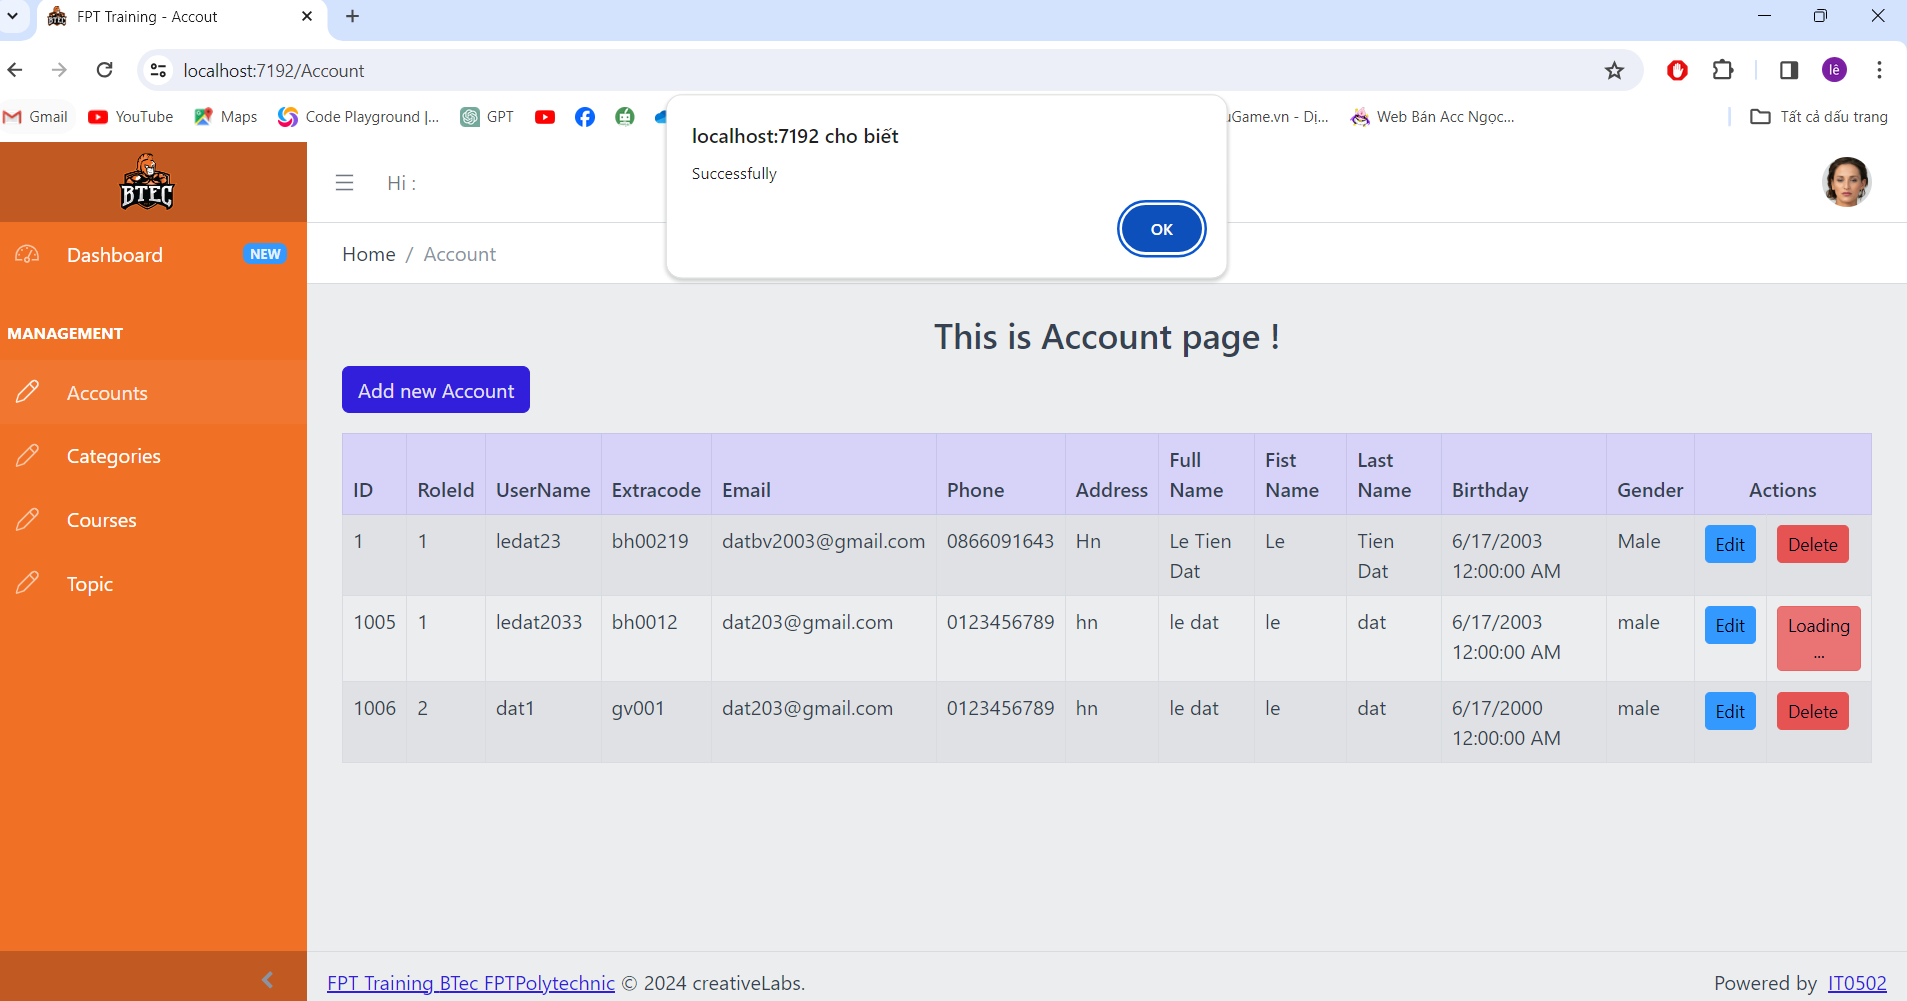 FPT Training - Accout
localhost:7192/Account
lê
Gmail
YouTube
Maps
Code Playground |...
GPT
Game.vn - Dị...
Web Bán Acc Ngọc...
Tất cả dấu trang
localhost:7192 cho biết
Successfully
OK
BTEC
Hi :
Dashboard NEW
Home / Account
MANAGEMENT
Accounts
Categories
Courses
Topic
This is Account page !
Add new Account
ID RoleId UserName Extracode Email Phone Address Full Name Fist Name Last Name Birthday Gender Actions
1 1 ledat23 bh00219 datbv2003@gmail.com 0866091643 Hn Le Tien Dat Le Tien Dat 6/17/2003 12:00:00 AM Male Edit Delete
1005 1 ledat2033 bh0012 dat203@gmail.com 0123456789 hn le dat le dat 6/17/2003 12:00:00 AM male Edit Loading ...
1006 2 dat1 gv001 dat203@gmail.com 0123456789 hn le dat le dat 6/17/2000 12:00:00 AM male Edit Delete
FPT Training BTec FPTPolytechnic © 2024 creativeLabs.
Powered by IT0502